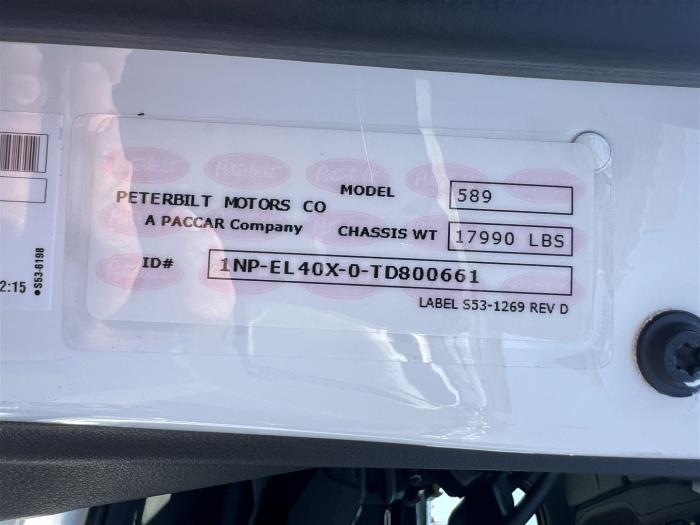 Peterbilt
MODEL 589
PETERBILT MOTORS CO
A PACCAR Company
CHASSIS WT 17990 LBS
ID# 1NP-EL40X-0-TD800661
LABEL S53-1269 REV D
2:15
●S53-6198